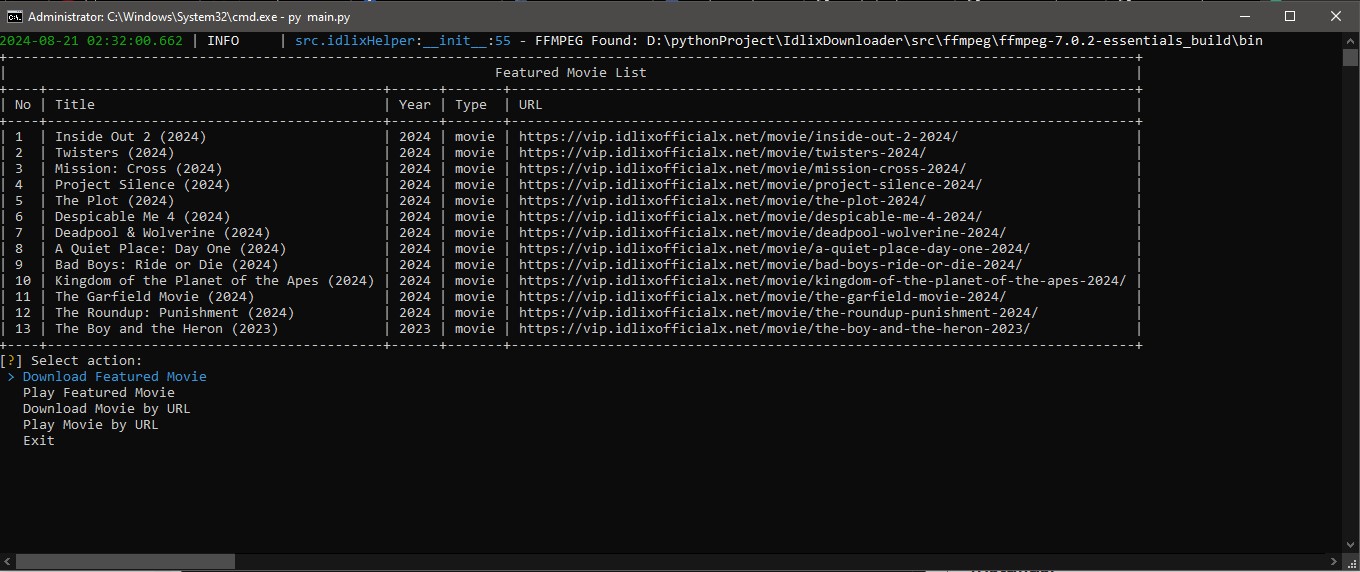 Administrator: C:\Windows\System32\cmd.exe - py  main.py
2024-08-21 02:32:00.662 | INFO     | src.idlixHelper:__init__:55 - FFMPEG Found: D:\pythonProject\IdlixDownloader\src\ffmpeg\ffmpeg-7.0.2-essentials_build\bin
Featured Movie List
| No | Title | Year | Type | URL |
| 1 | Inside Out 2 (2024) | 2024 | movie | https://vip.idlixofficialx.net/movie/inside-out-2-2024/ |
| 2 | Twisters (2024) | 2024 | movie | https://vip.idlixofficialx.net/movie/twisters-2024/ |
| 3 | Mission: Cross (2024) | 2024 | movie | https://vip.idlixofficialx.net/movie/mission-cross-2024/ |
| 4 | Project Silence (2024) | 2024 | movie | https://vip.idlixofficialx.net/movie/project-silence-2024/ |
| 5 | The Plot (2024) | 2024 | movie | https://vip.idlixofficialx.net/movie/the-plot-2024/ |
| 6 | Despicable Me 4 (2024) | 2024 | movie | https://vip.idlixofficialx.net/movie/despicable-me-4-2024/ |
| 7 | Deadpool & Wolverine (2024) | 2024 | movie | https://vip.idlixofficialx.net/movie/deadpool-wolverine-2024/ |
| 8 | A Quiet Place: Day One (2024) | 2024 | movie | https://vip.idlixofficialx.net/movie/a-quiet-place-day-one-2024/ |
| 9 | Bad Boys: Ride or Die (2024) | 2024 | movie | https://vip.idlixofficialx.net/movie/bad-boys-ride-or-die-2024/ |
| 10 | Kingdom of the Planet of the Apes (2024) | 2024 | movie | https://vip.idlixofficialx.net/movie/kingdom-of-the-planet-of-the-apes-2024/ |
| 11 | The Garfield Movie (2024) | 2024 | movie | https://vip.idlixofficialx.net/movie/the-garfield-movie-2024/ |
| 12 | The Roundup: Punishment (2024) | 2024 | movie | https://vip.idlixofficialx.net/movie/the-roundup-punishment-2024/ |
| 13 | The Boy and the Heron (2023) | 2023 | movie | https://vip.idlixofficialx.net/movie/the-boy-and-the-heron-2023/ |
[?] Select action:
> Download Featured Movie
Play Featured Movie
Download Movie by URL
Play Movie by URL
Exit